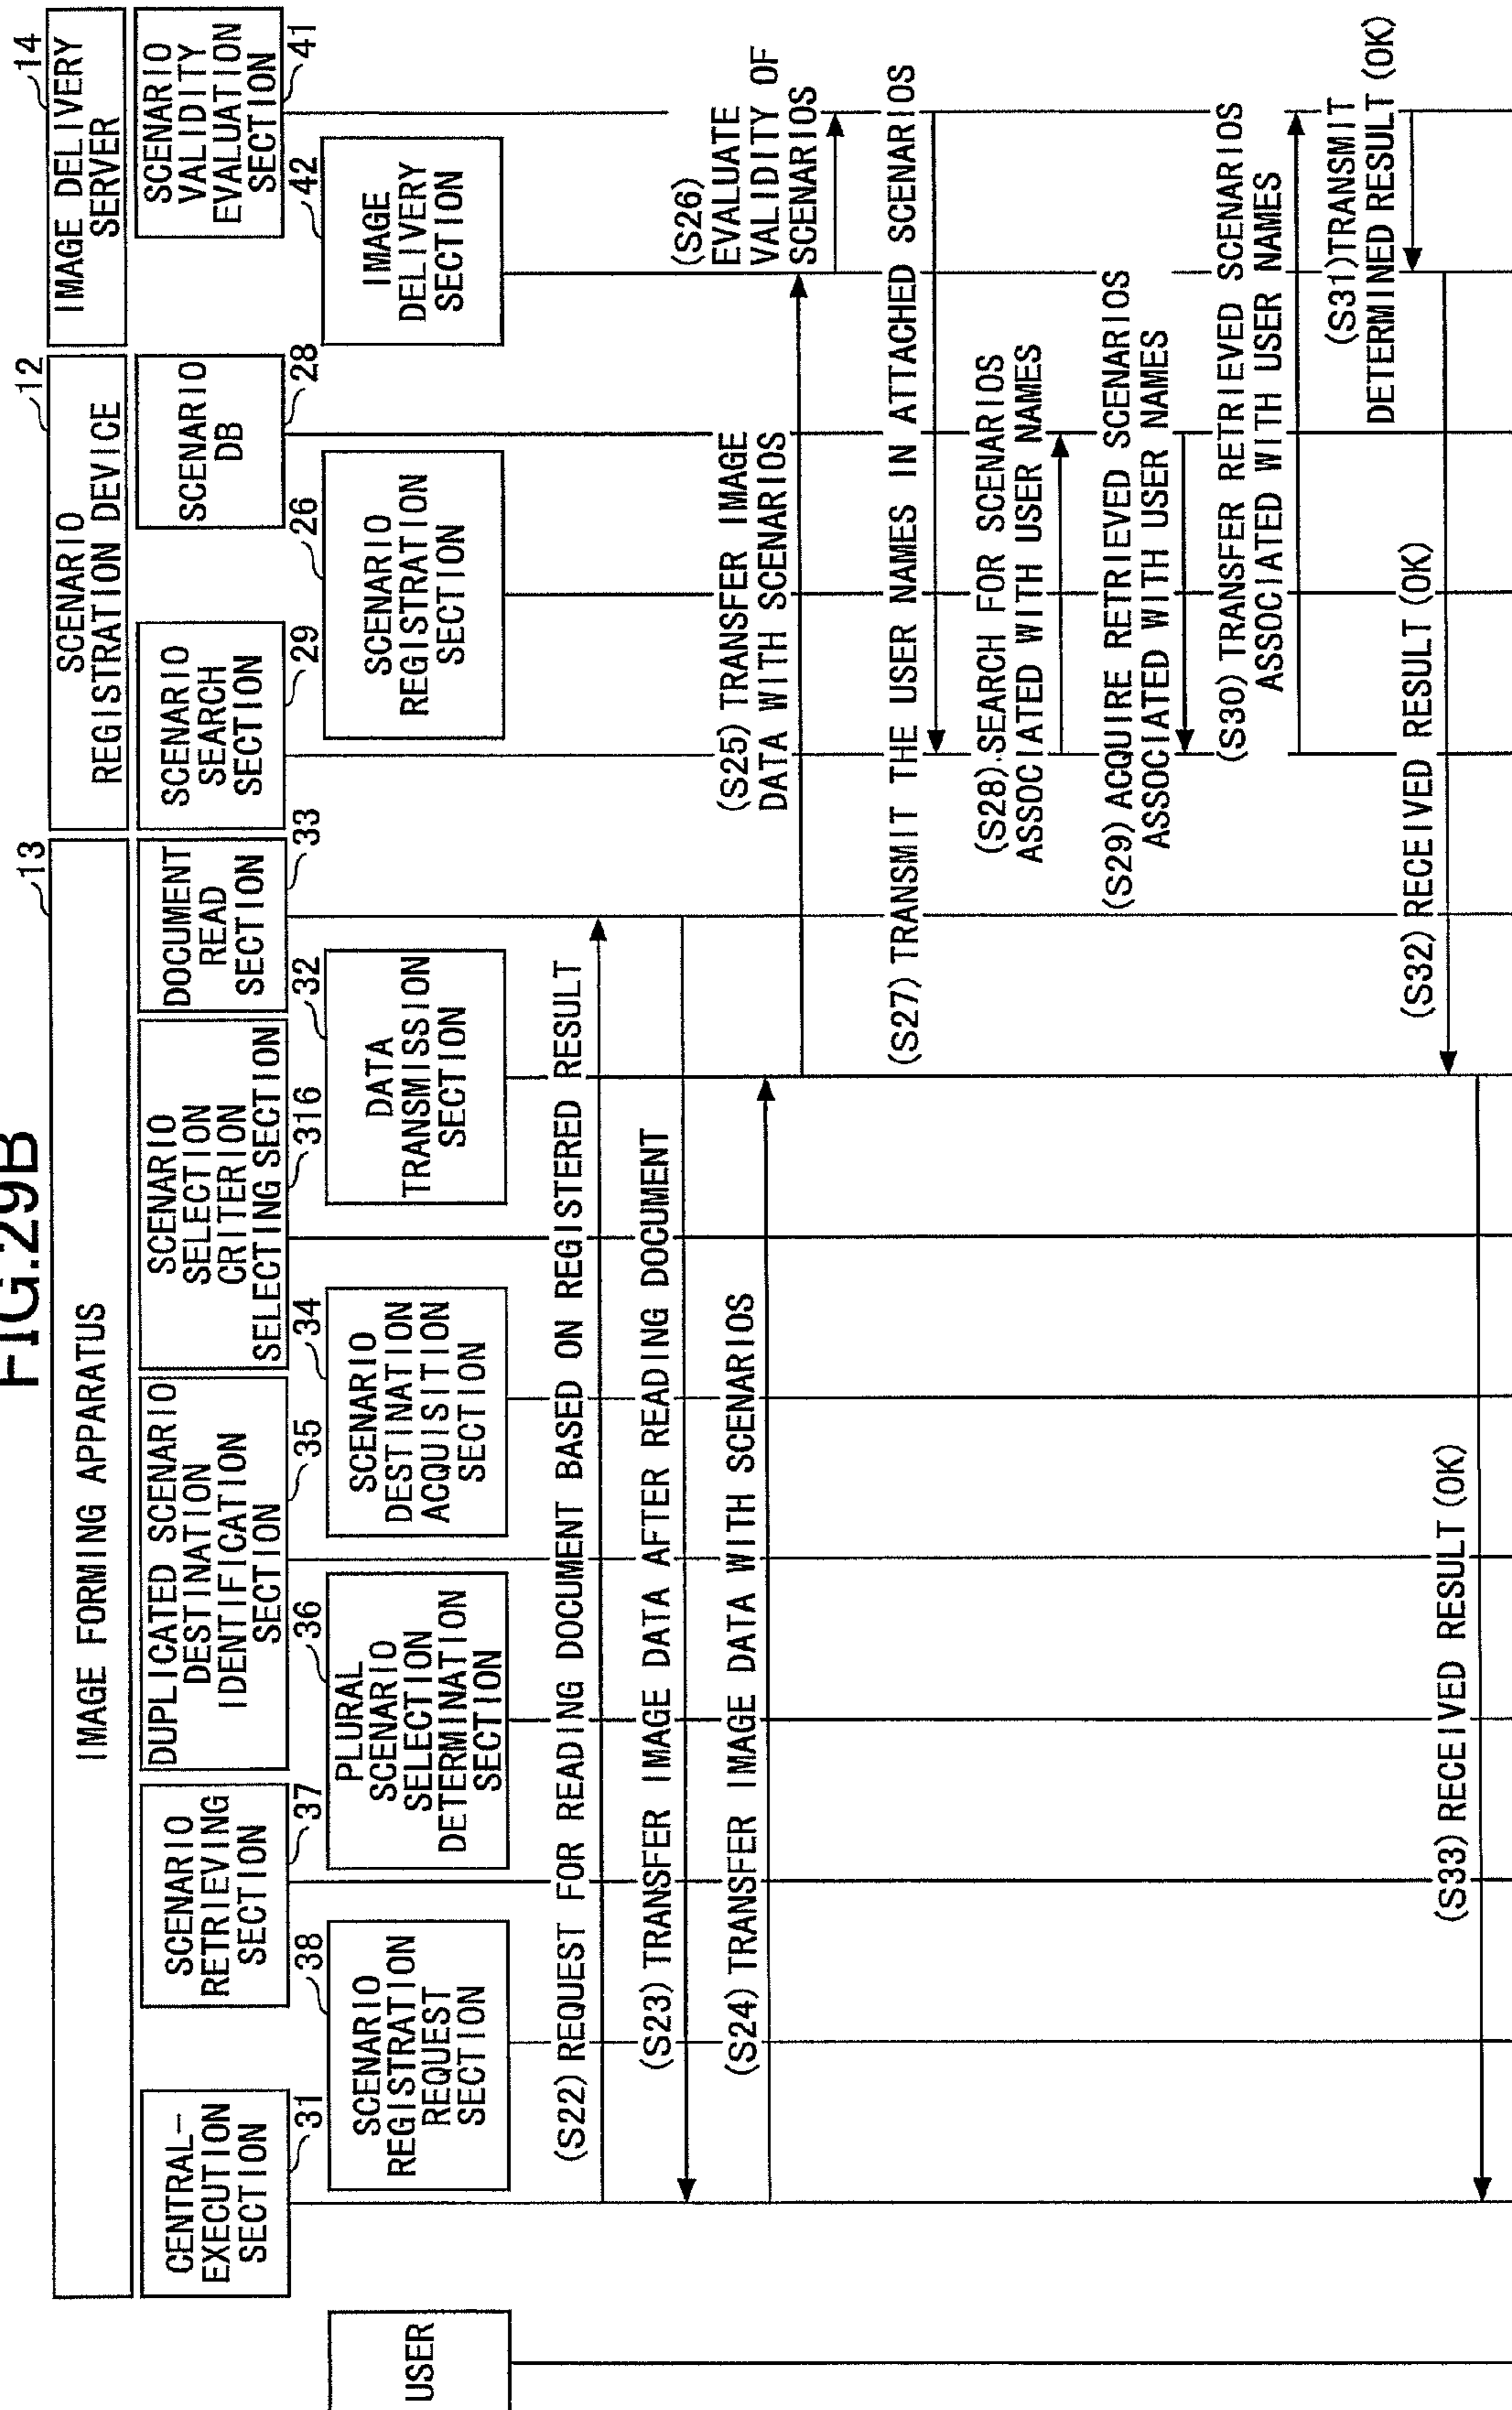 FIG.29B
IMAGE FORMING APPARATUS
13
SCENARIO
REGISTRATION DEVICE
12
IMAGE DELIVERY
SERVER
14
CENTRAL-
EXECUTION
SECTION
31
SCENARIO
RETRIEVING
SECTION
37
DUPLICATED SCENARIO
DESTINATION
IDENTIFICATION
SECTION
35
SCENARIO
SELECTION
CRITERION
SELECTING SECTION
316
DOCUMENT
READ
SECTION
33
SCENARIO
SEARCH
SECTION
29
SCENARIO
DB
28
SCENARIO
VALIDITY
EVALUATION
SECTION
41
USER
SCENARIO
REGISTRATION
REQUEST
SECTION
38
PLURAL
SCENARIO
SELECTION
DETERMINATION
SECTION
36
SCENARIO
DESTINATION
ACQUISITION
SECTION
34
DATA
TRANSMISSION
SECTION
32
SCENARIO
REGISTRATION
SECTION
26
IMAGE
DELIVERY
SECTION
42
(S22) REQUEST FOR READING DOCUMENT BASED ON REGISTERED RESULT
(S23) TRANSFER IMAGE DATA AFTER READING DOCUMENT
(S24) TRANSFER IMAGE DATA WITH SCENARIOS
(S25) TRANSFER IMAGE
DATA WITH SCENARIOS
(S26)
EVALUATE
VALIDITY OF
SCENARIOS
(S27) TRANSMIT THE USER NAMES IN ATTACHED SCENARIOS
(S28) SEARCH FOR SCENARIOS
ASSOCIATED WITH USER NAMES
(S29) ACQUIRE RETRIEVED SCENARIOS
ASSOCIATED WITH USER NAMES
(S30) TRANSFER RETRIEVED SCENARIOS
ASSOCIATED WITH USER NAMES
(S31) TRANSMIT
DETERMINED RESULT (OK)
(S32) RECEIVED RESULT (OK)
(S33) RECEIVED RESULT (OK)